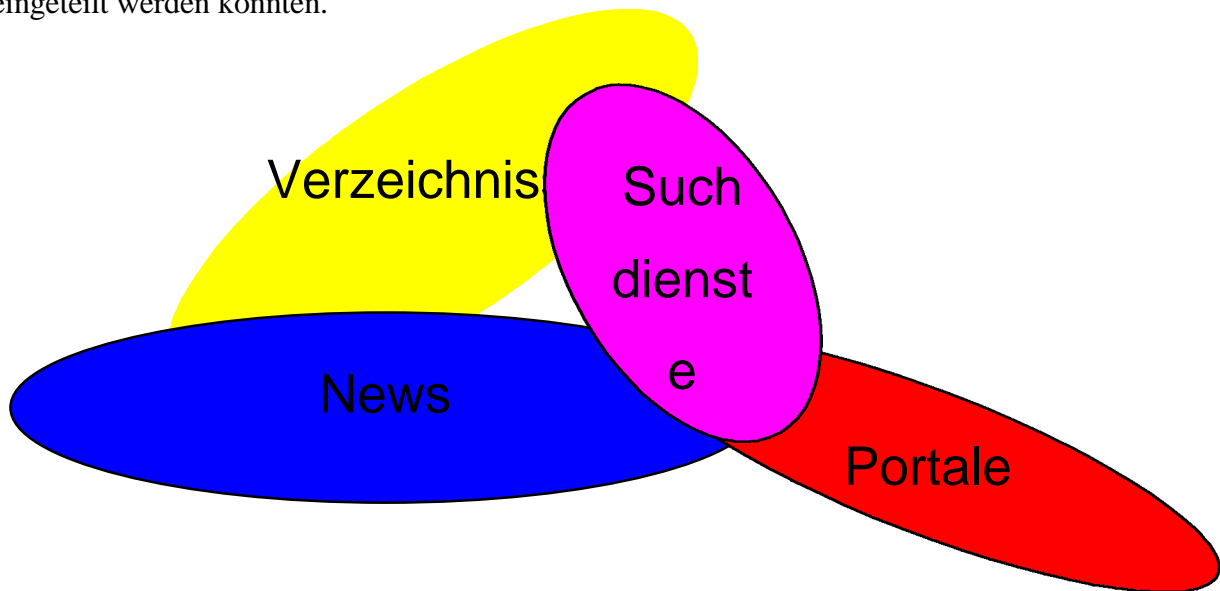 eingeteilt werden konnten.
Verzeichnis
Such
dienst
e
News
Portale